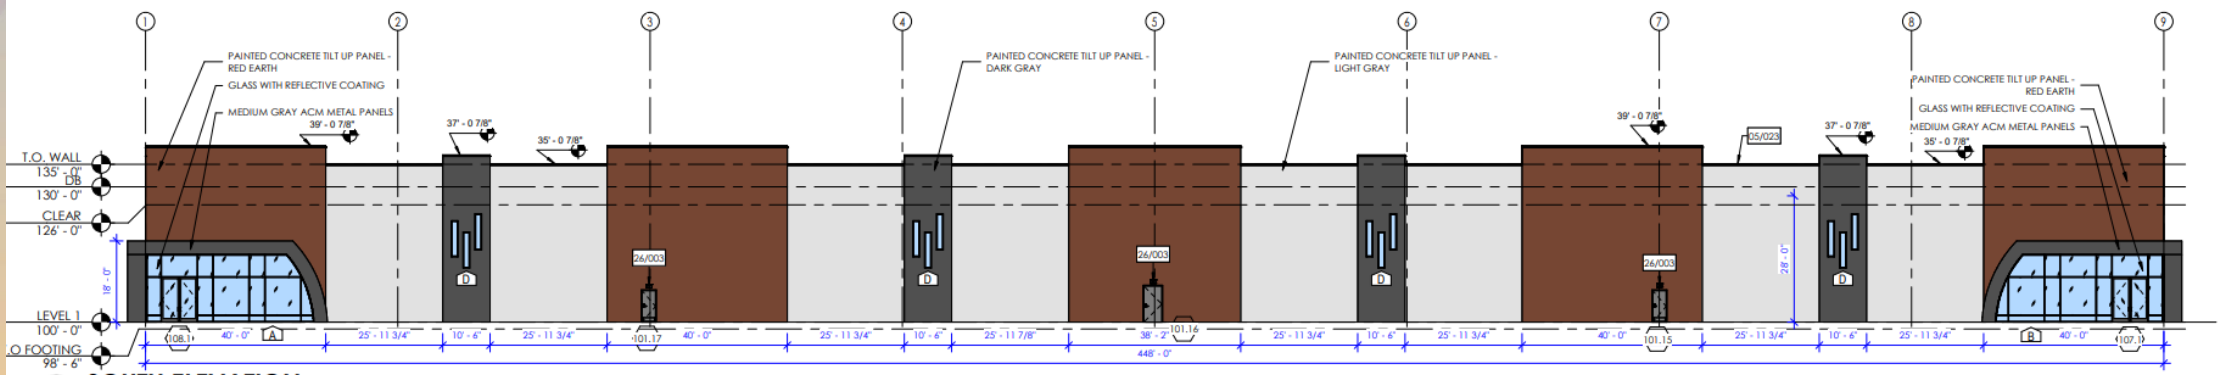 1 2 3 4 5 6 7 8 9
PAINTED CONCRETE TILT UP PANEL -
RED EARTH
GLASS WITH REFLECTIVE COATING
MEDIUM GRAY ACM METAL PANELS
39' - 0 7/8"
37' - 0 7/8"
35' - 0 7/8"
PAINTED CONCRETE TILT UP PANEL -
DARK GRAY
PAINTED CONCRETE TILT UP PANEL -
LIGHT GRAY
39' - 0 7/8"
05/023
37' - 0 7/8"
35' - 0 7/8"
PAINTED CONCRETE TILT UP PANEL -
RED EARTH
GLASS WITH REFLECTIVE COATING
MEDIUM GRAY ACM METAL PANELS
T.O. WALL
135' - 0"
DB
130' - 0"
CLEAR
126' - 0"
LEVEL 1
100' - 0"
.O FOOTING
98' - 6"
18' - 0"
28' - 0"
D D D D
26/003 26/003 26/003
40' - 0" 25' - 11 3/4" 10' - 6" 25' - 11 3/4" 40' - 0" 25' - 11 3/4" 10' - 6" 25' - 11 7/8" 38' - 2" 25' - 11 3/4" 10' - 6" 25' - 11 3/4" 40' - 0" 25' - 11 3/4" 10' - 6" 25' - 11 3/4" 40' - 0"
108.1 A 101.17 101.16 101.15 B 107.1
448' - 0"